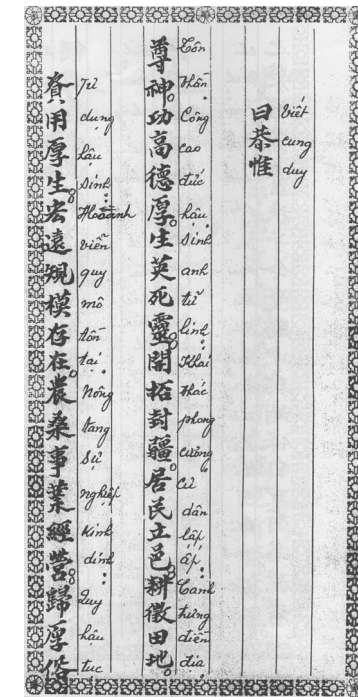 曰恭惟
Viết cung duy
尊神。功高德厚。生英死靈。開拓封疆。居民立邑。耕徵田地。
Tôn thần Công cao đức hậu Sinh anh tử linh Khai thác phong cương Cư dân lập ấp Canh trưng điền địa
資用厚生。宏遠規模存在。農桑事業經營。歸厚俗
Tư dụng hậu sinh Hoành viễn quy mô tồn tại Nông tang sự nghiệp kinh dinh Quy hậu tục